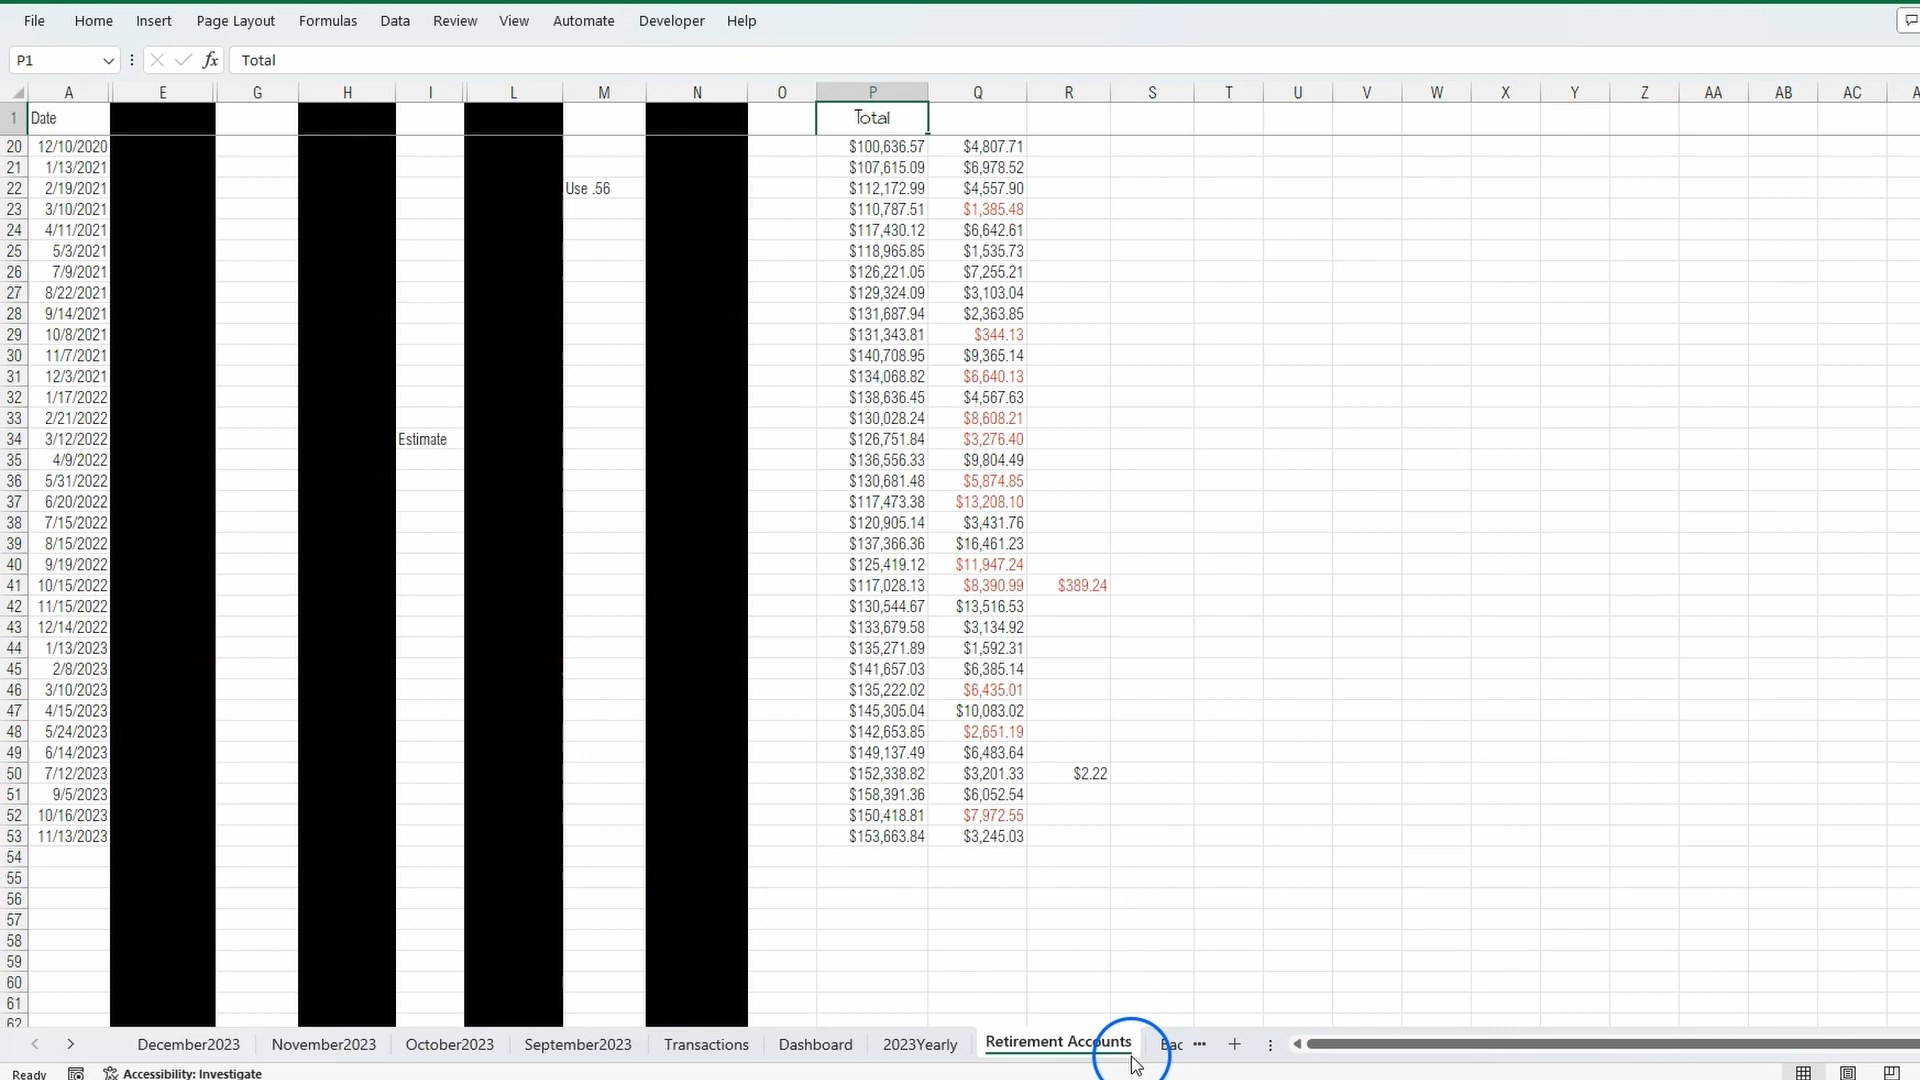 File Home Insert Page Layout Formulas Data Review View Automate Developer Help
P1 fx Total
A E G H I L M N O P Q R S T U V W X Y Z AA AB AC A
1 Date Total
20 12/10/2020 $100,636.57 $4,807.71
21 1/13/2021 $107,615.09 $6,978.52
22 2/19/2021 Use .56 $112,172.99 $4,557.90
23 3/10/2021 $110,787.51 $1,385.48
24 4/11/2021 $117,430.12 $6,642.61
25 5/3/2021 $118,965.85 $1,535.73
26 7/9/2021 $126,221.05 $7,255.21
27 8/22/2021 $129,324.09 $3,103.04
28 9/14/2021 $131,687.94 $2,363.85
29 10/8/2021 $131,343.81 $344.13
30 11/7/2021 $140,708.95 $9,365.14
31 12/3/2021 $134,068.82 $6,640.13
32 1/17/2022 $138,636.45 $4,567.63
33 2/21/2022 $130,028.24 $8,608.21
34 3/12/2022 Estimate $126,751.84 $3,276.40
35 4/9/2022 $136,556.33 $9,804.49
36 5/31/2022 $130,681.48 $5,874.85
37 6/20/2022 $117,473.38 $13,208.10
38 7/15/2022 $120,905.14 $3,431.76
39 8/15/2022 $137,366.36 $16,461.23
40 9/19/2022 $125,419.12 $11,947.24
41 10/15/2022 $117,028.13 $8,390.99 $389.24
42 11/15/2022 $130,544.67 $13,516.53
43 12/14/2022 $133,679.58 $3,134.92
44 1/13/2023 $135,271.89 $1,592.31
45 2/8/2023 $141,657.03 $6,385.14
46 3/10/2023 $135,222.02 $6,435.01
47 4/15/2023 $145,305.04 $10,083.02
48 5/24/2023 $142,653.85 $2,651.19
49 6/14/2023 $149,137.49 $6,483.64
50 7/12/2023 $152,338.82 $3,201.33 $2.22
51 9/5/2023 $158,391.36 $6,052.54
52 10/16/2023 $150,418.81 $7,972.55
53 11/13/2023 $153,663.84 $3,245.03
54
55
56
57
58
59
60
61
62
December2023 November2023 October2023 September2023 Transactions Dashboard 2023Yearly Retirement Accounts Bac ...
Ready Accessibility: Investigate